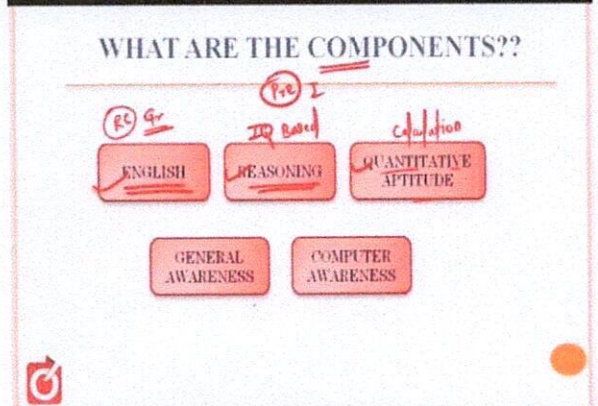 WHAT ARE THE COMPONENTS??
Pre I
RC Gr IQ Based Calculation
ENGLISH REASONING QUANTITATIVE
APTITUDE
GENERAL COMPUTER
AWARENESS AWARENESS